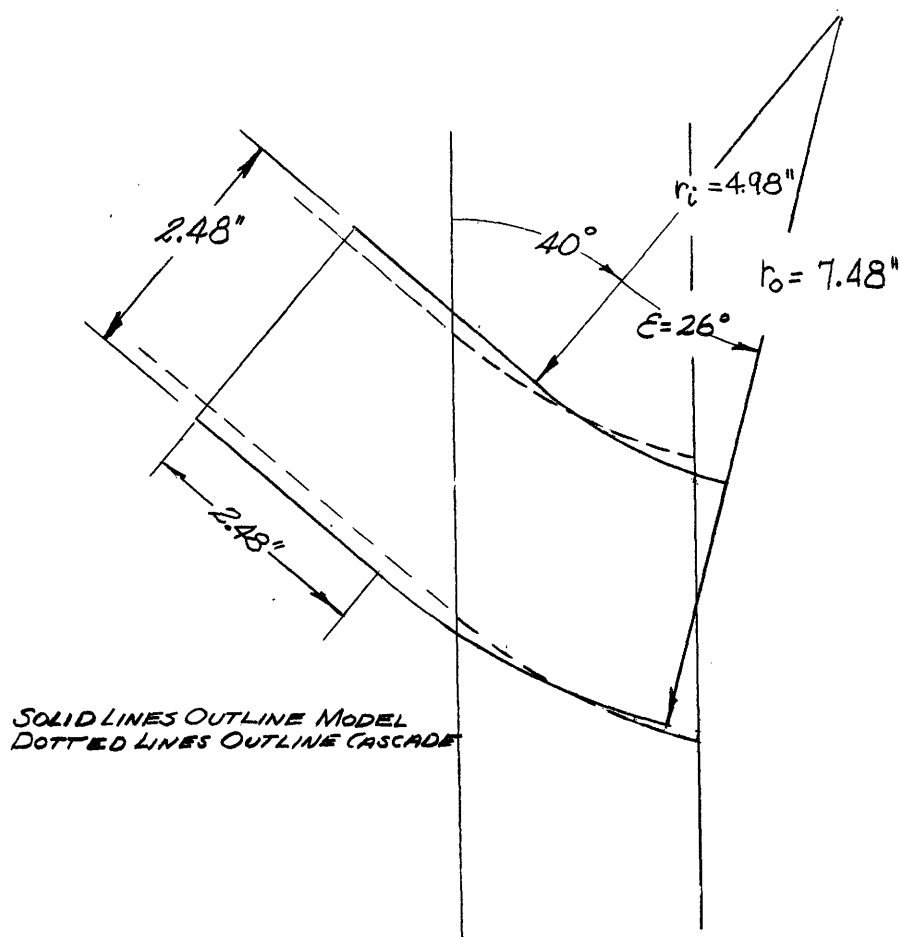 2.48"
r_i = 4.98"
40°
r_o = 7.48"
ε = 26°
2.48"
SOLID LINES OUTLINE MODEL
DOTTED LINES OUTLINE CASCADE